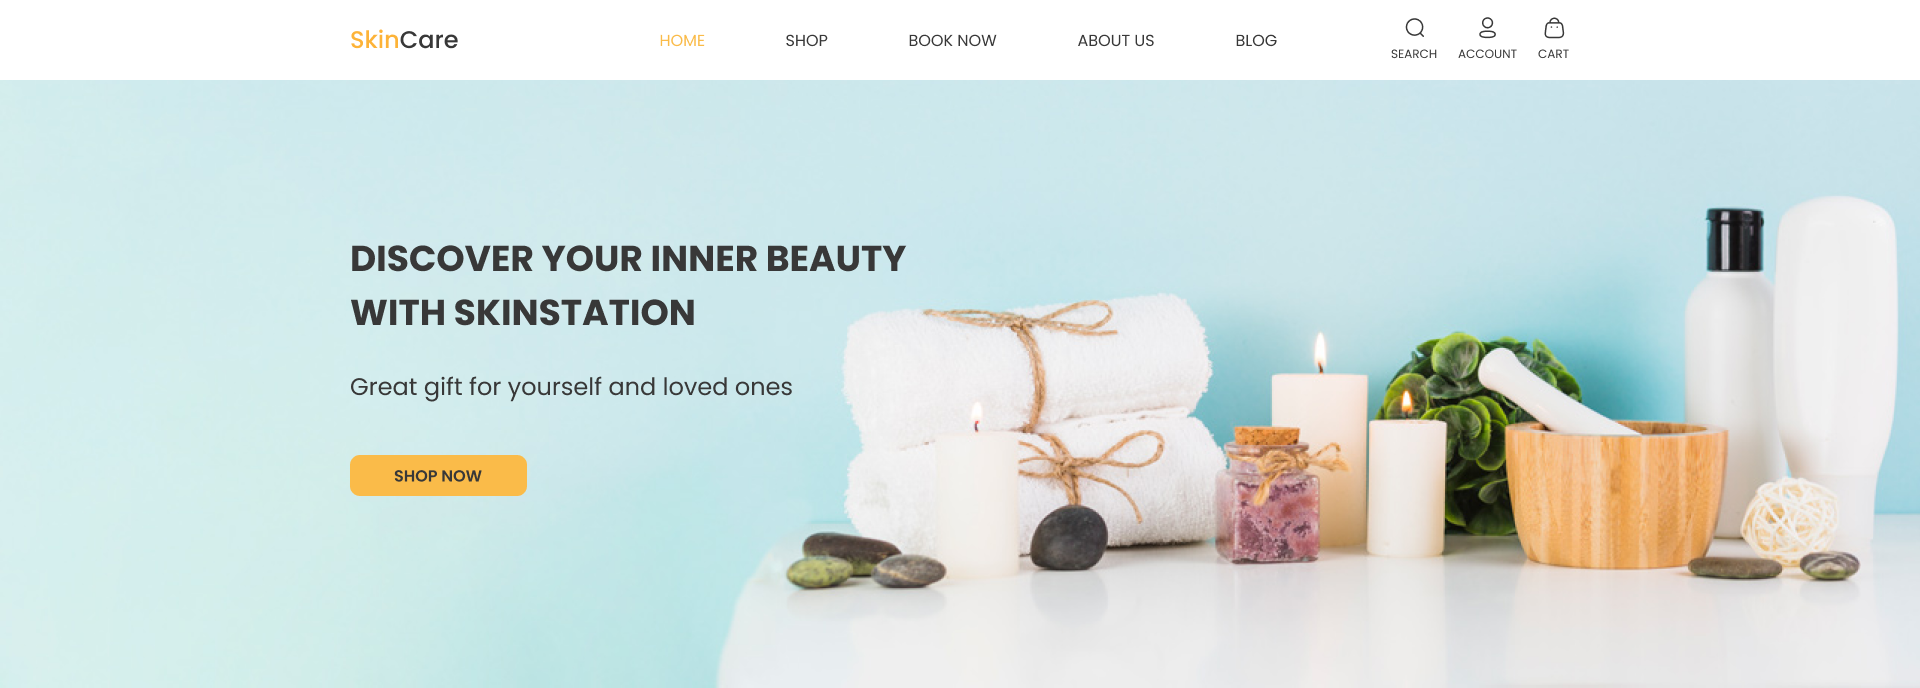 SkinCare
HOME
SHOP
BOOK NOW
ABOUT US
BLOG
SEARCH
ACCOUNT
CART
DISCOVER YOUR INNER BEAUTY
WITH SKINSTATION
Great gift for yourself and loved ones
SHOP NOW